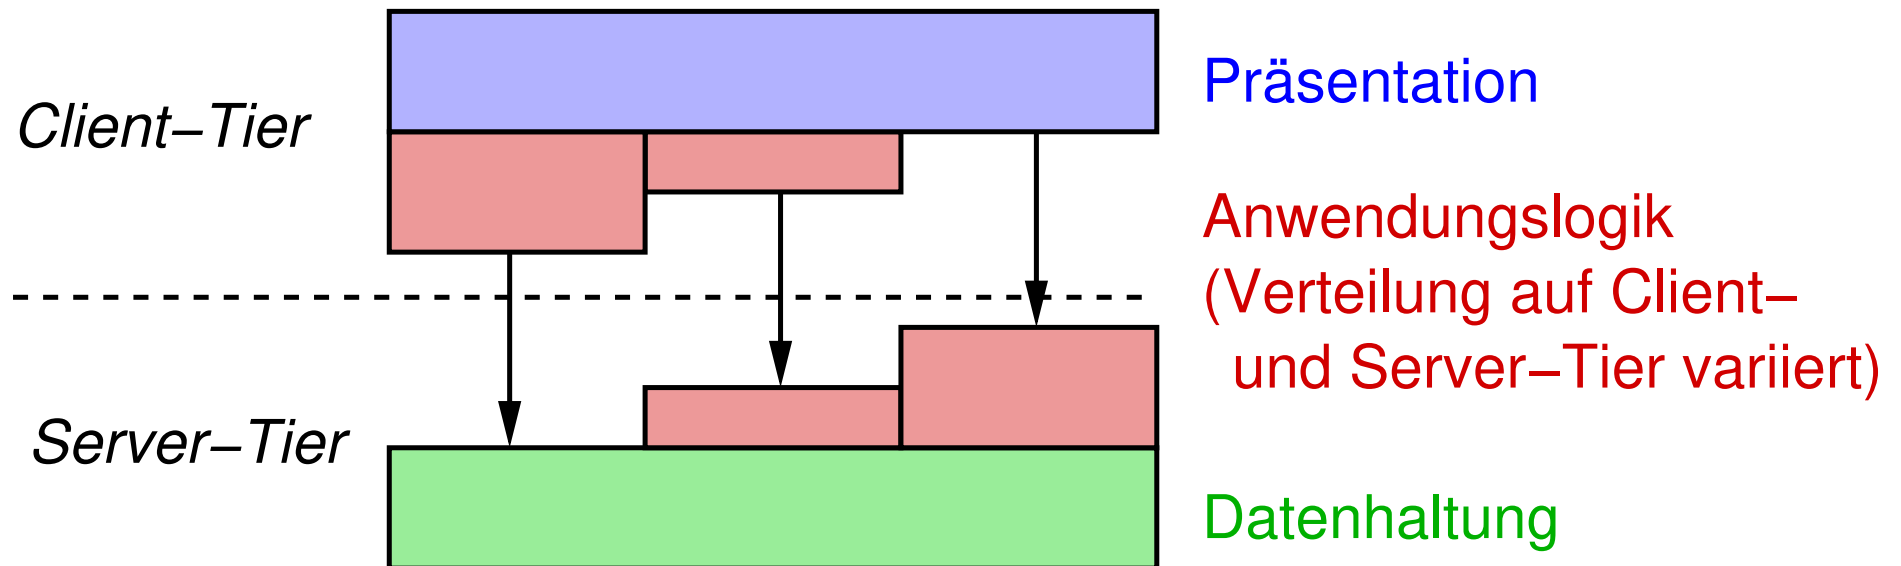 Client–Tier
Server–Tier
Präsentation
Anwendungslogik
(Verteilung auf Client–
und Server–Tier variiert)
Datenhaltung